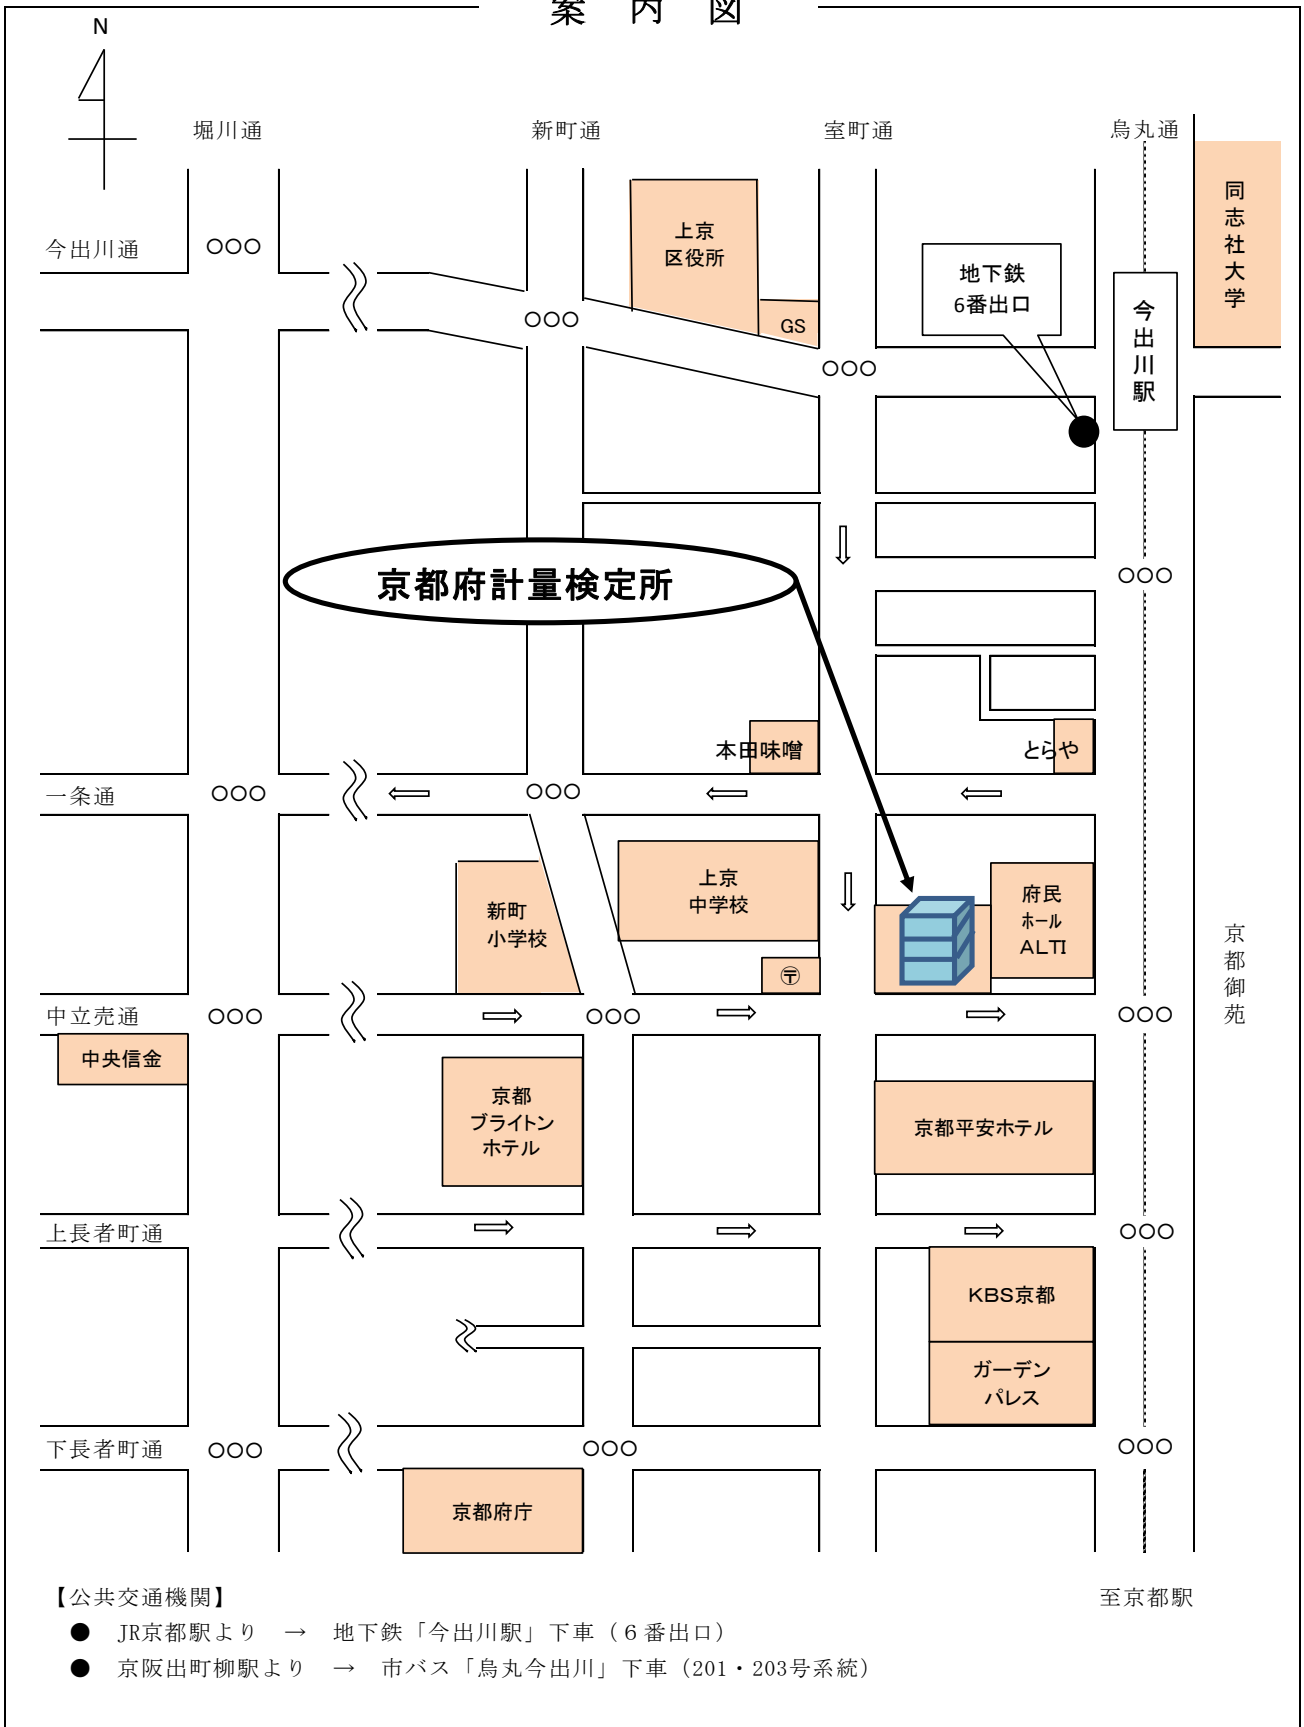 案　内　図
N
堀川通
新町通
室町通
烏丸通
同志社大学
今出川通
○○○
上京
区役所
GS
○○○
○○○
地下鉄
6番出口
今出川駅
○○○
京都府計量検定所
本田味噌
とらや
一条通
○○○
○○○
新町
小学校
上京
中学校
〒
府民
ホール
ALTI
京都御苑
中立売通
○○○
○○○
○○○
中央信金
京都
ブライトン
ホテル
京都平安ホテル
上長者町通
○○○
KBS京都
ガーデン
パレス
下長者町通
○○○
○○○
○○○
京都府庁
【公共交通機関】
至京都駅
●　JR京都駅より　→　地下鉄「今出川駅」下車（６番出口）
●　京阪出町柳駅より　→　市バス「烏丸今出川」下車（201・203号系統）